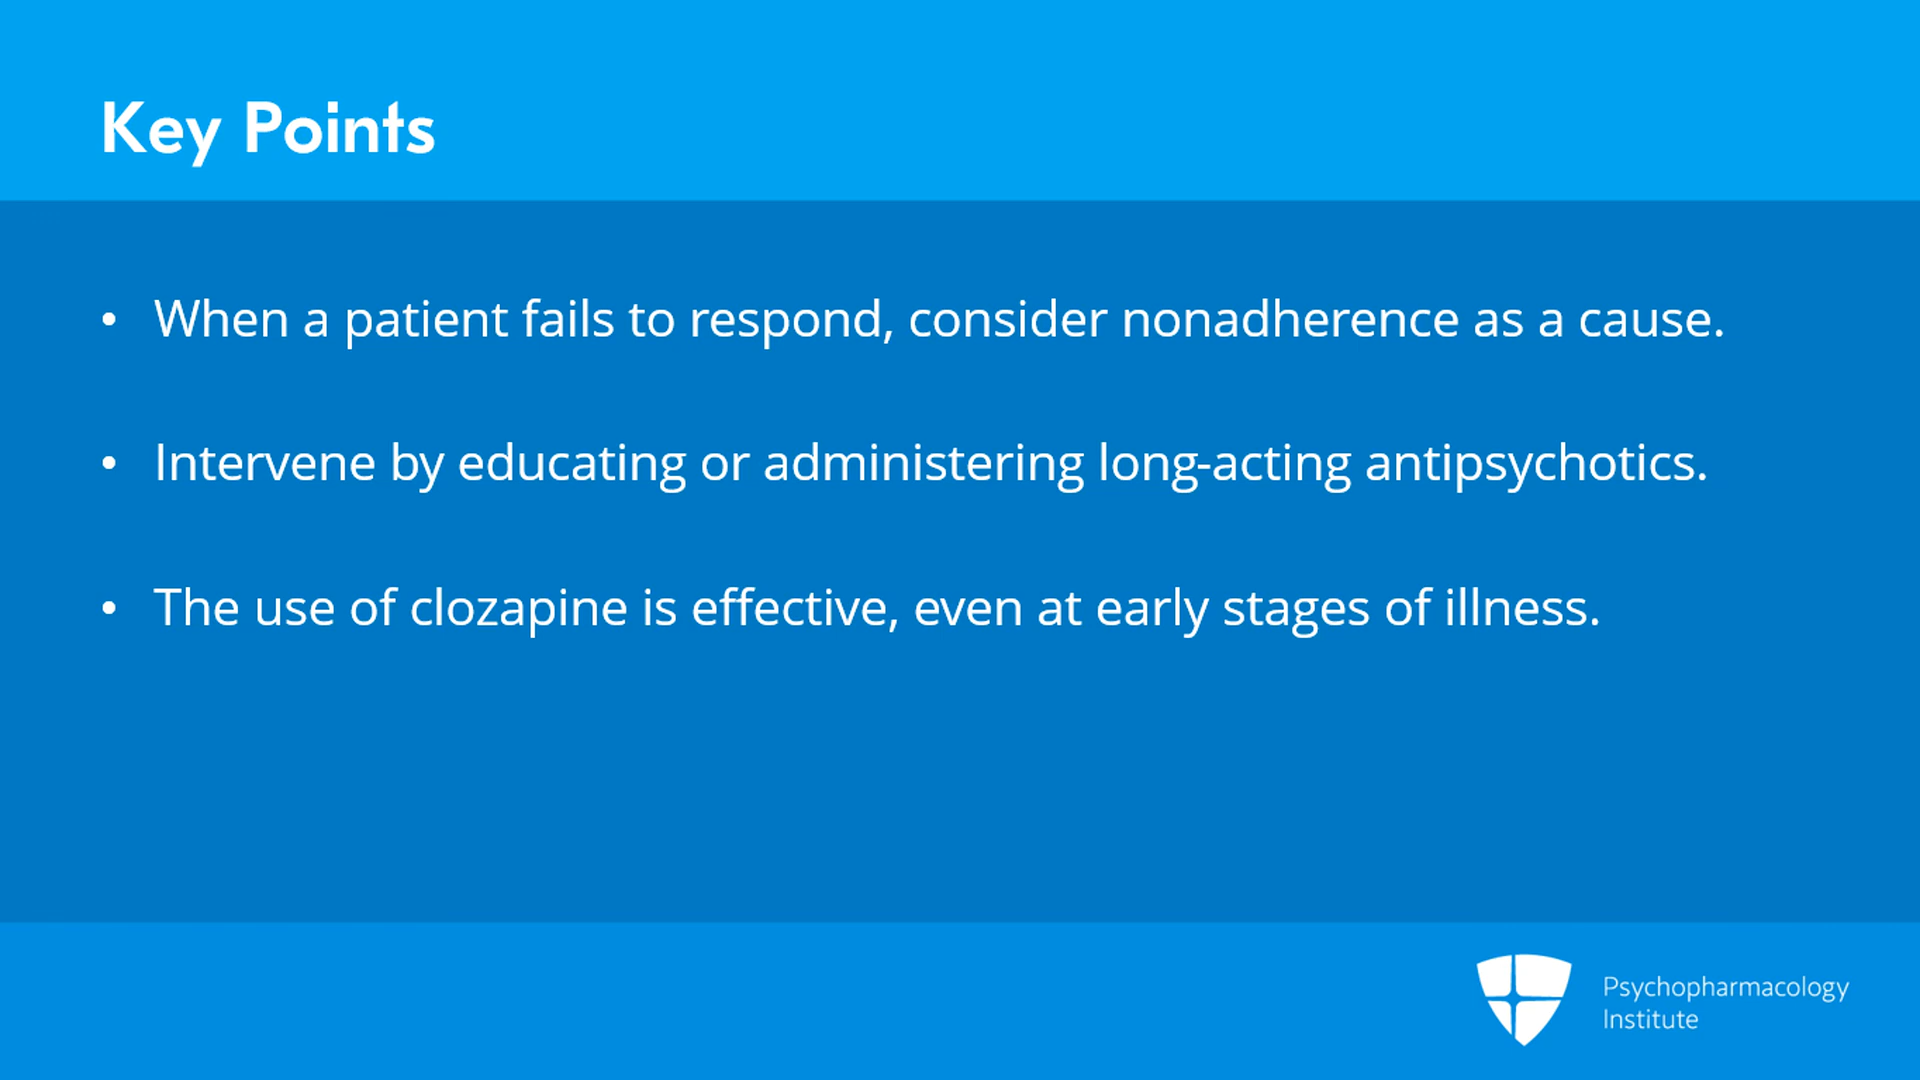 Key Points
• When a patient fails to respond, consider nonadherence as a cause.
• Intervene by educating or administering long-acting antipsychotics.
• The use of clozapine is effective, even at early stages of illness.
Psychopharmacology
Institute